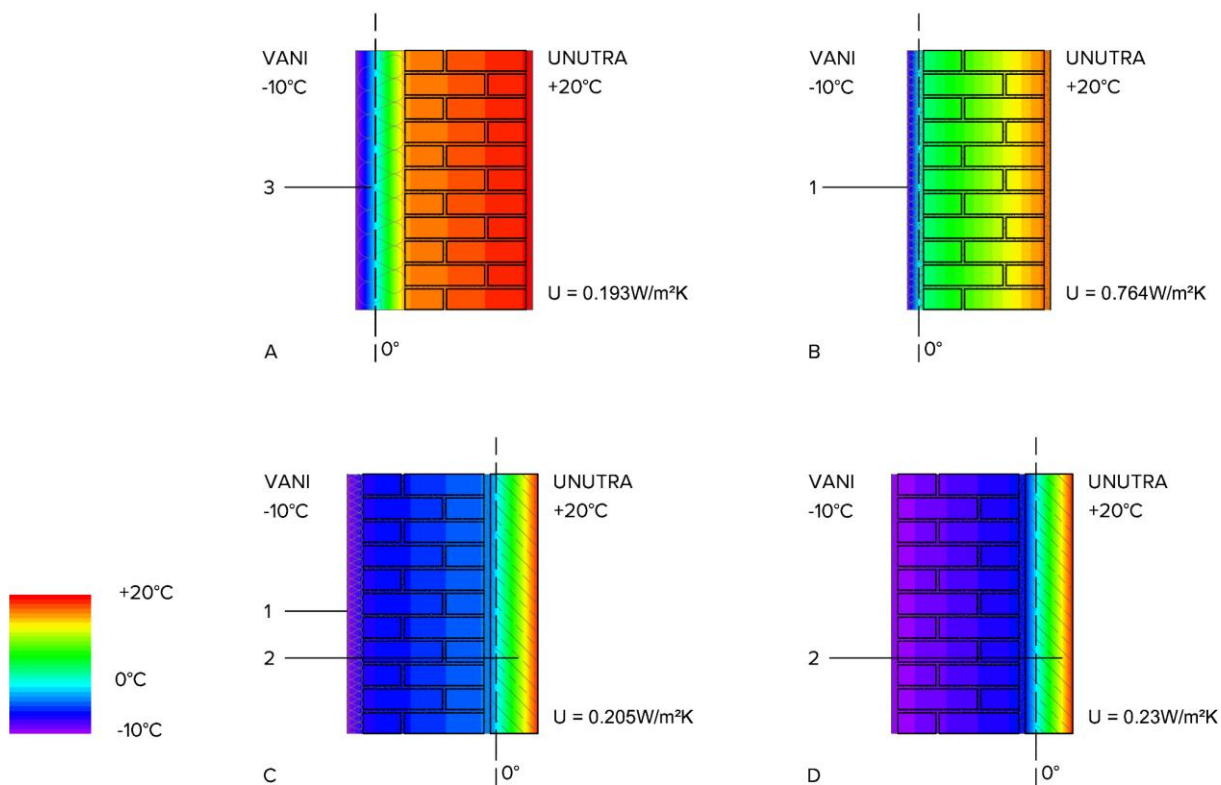 VANI
-10°C
UNUTRA
+20°C
3
U = 0.193W/m²K
A
0°
VANI
-10°C
UNUTRA
+20°C
1
U = 0.764W/m²K
B
0°
VANI
-10°C
UNUTRA
+20°C
1
2
U = 0.205W/m²K
C
0°
VANI
-10°C
UNUTRA
+20°C
2
U = 0.23W/m²K
D
0°
+20°C
0°C
-10°C